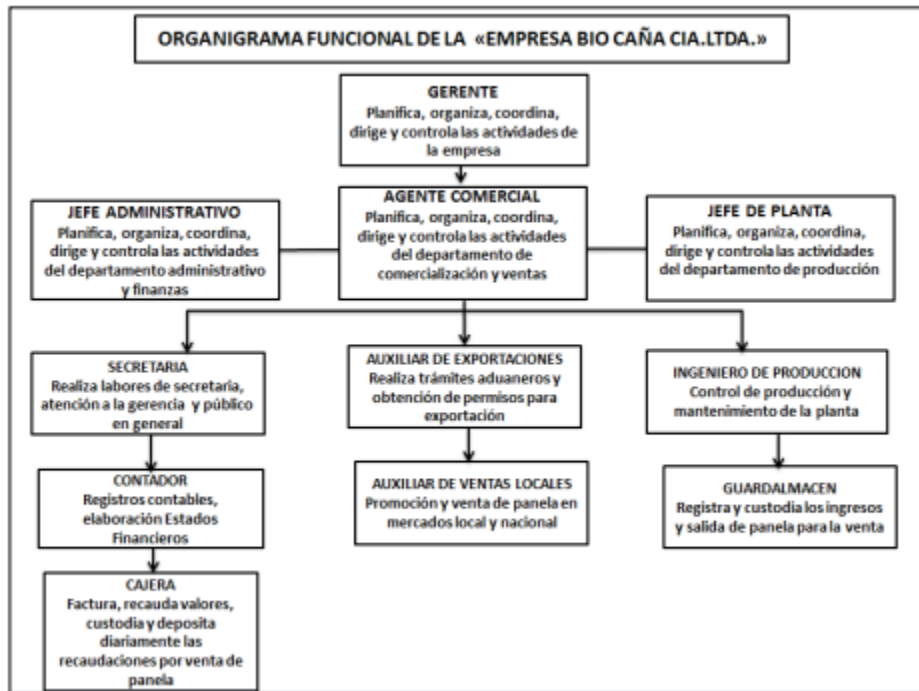 ORGANIGRAMA FUNCIONAL DE LA «EMPRESA BIO CAÑA CIA.LTDA.»
GERENTE
Planifica, organiza, coordina,
dirige y controla las actividades de
la empresa
JEFE ADMINISTRATIVO
Planifica, organiza, coordina,
dirige y controla las actividades
del departamento administrativo
y finanzas
AGENTE COMERCIAL
Planifica, organiza, coordina,
dirige y controla las actividades
del departamento de
comercialización y ventas
JEFE DE PLANTA
Planifica, organiza, coordina,
dirige y controla las actividades
del departamento de producción
SECRETARIA
Realiza labores de secretaria,
atención a la gerencia y público
en general
AUXILIAR DE EXPORTACIONES
Realiza trámites aduaneros y
obtención de permisos para
exportación
INGENIERO DE PRODUCCION
Control de producción y
mantenimiento de la planta
CONTADOR
Registros contables,
elaboración Estados
Financieros
AUXILIAR DE VENTAS LOCALES
Promoción y venta de panela en
mercados local y nacional
GUARDALMACEN
Registra y custodia los ingresos
y salida de panela para la venta
CAJERA
Factura, recauda valores,
custodia y deposita
diariamente las
recaudaciones por venta de
panela